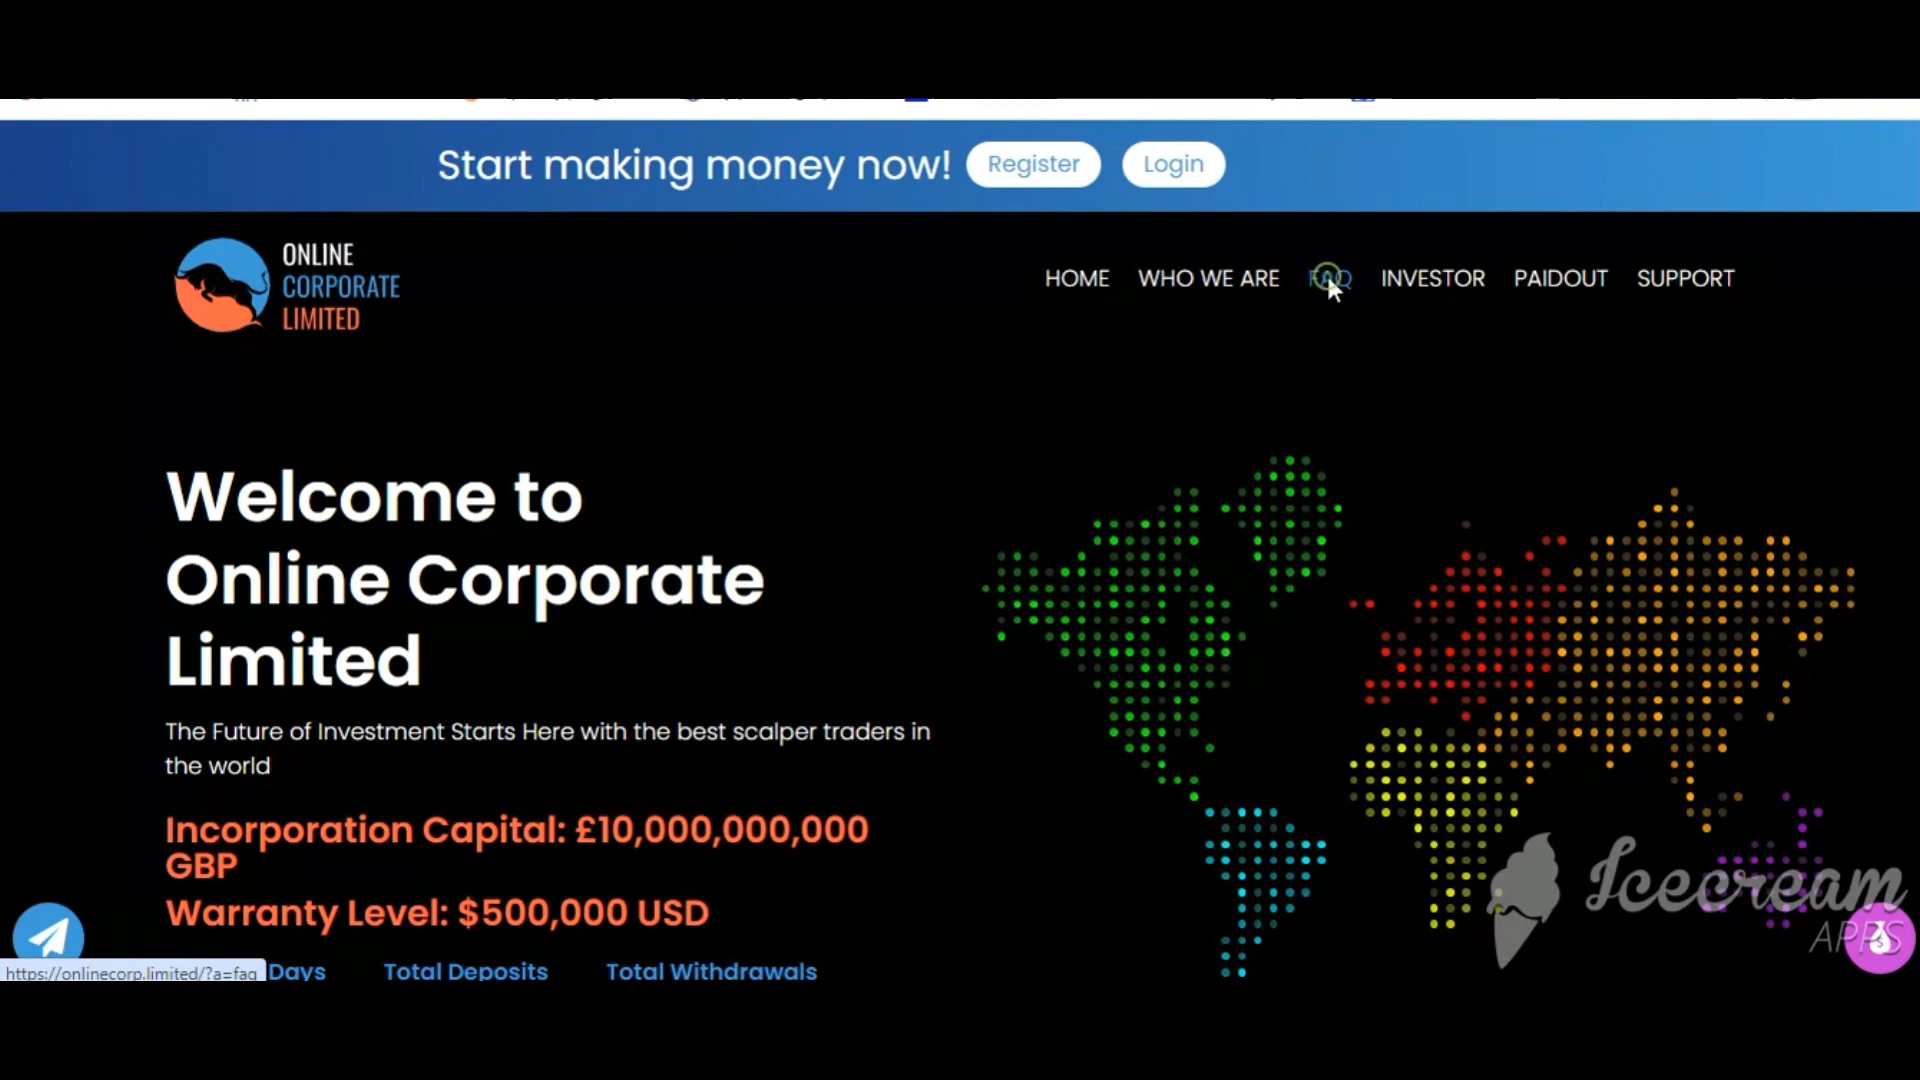 Start making money now!
Register
Login
ONLINE
CORPORATE
LIMITED
HOME
WHO WE ARE
FAQ
INVESTOR
PAIDOUT
SUPPORT
Welcome to
Online Corporate
Limited
The Future of Investment Starts Here with the best scalper traders in
the world
Incorporation Capital: £10,000,000,000
GBP
Warranty Level: $500,000 USD
Days
Total Deposits
Total Withdrawals
https://onlinecorp.limited/?a=faq
Icecream
APPS